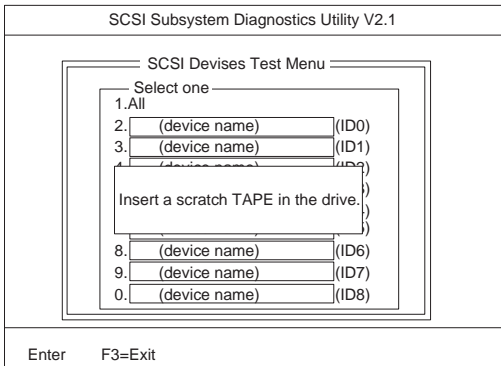 SCSI Subsystem Diagnostics Utility V2.1
SCSI Devises Test Menu
Select one
1.All
2. (device name) (ID0)
3. (device name) (ID1)
Insert a scratch TAPE in the drive.
8. (device name) (ID6)
9. (device name) (ID7)
0. (device name) (ID8)
Enter F3=Exit